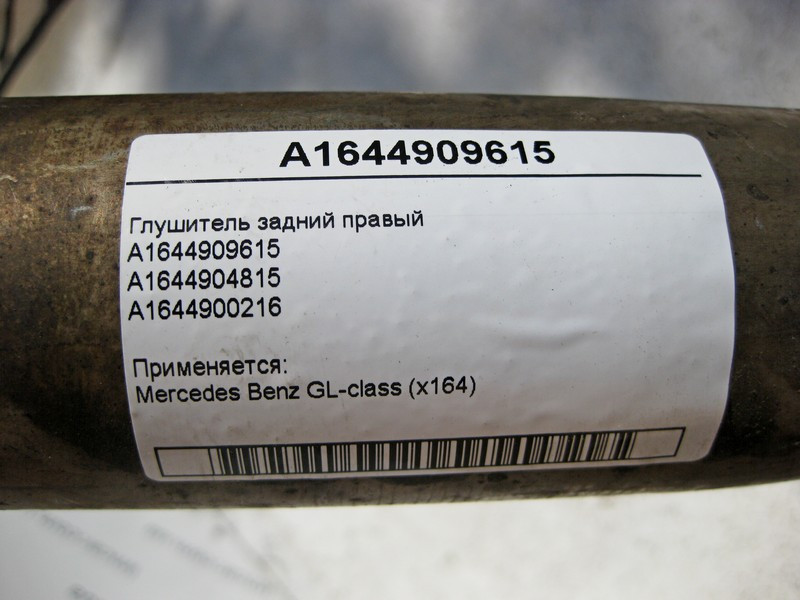 A1644909615
Глушитель задний правый
A1644909615
A1644904815
A1644900216
Применяется:
Mercedes Benz GL-class (x164)